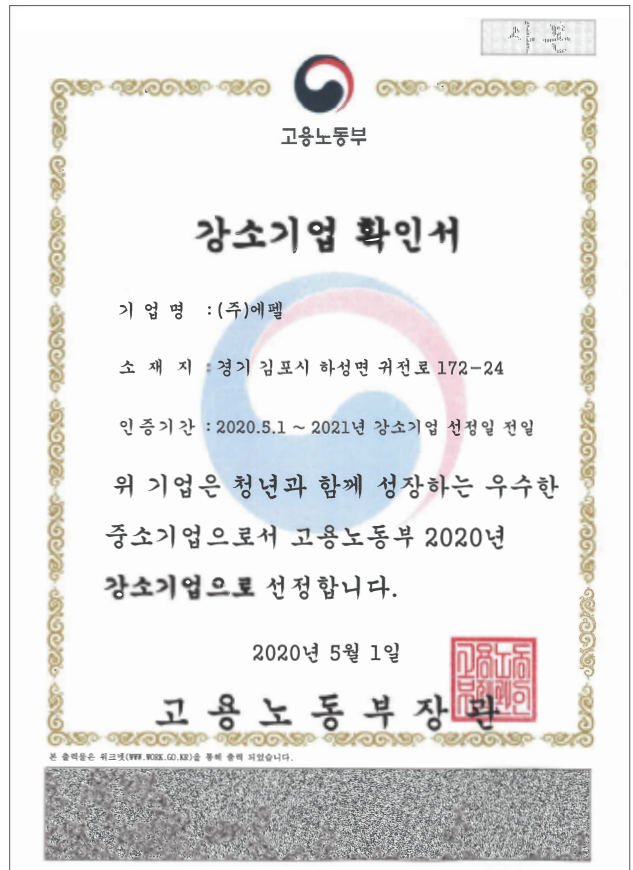 사본
고용노동부
강소기업 확인서
기 업 명 : (주)에펠
소 재 지 : 경기 김포시 하성면 귀전로 172-24
인증기간 : 2020.5.1 ~ 2021년 강소기업 선정일 전일
위 기업은 청년과 함께 성장하는 우수한
중소기업으로서 고용노동부 2020년
강소기업으로 선정합니다.
2020년 5월 1일
고 용 노 동 부 장 관
본 출력물은 워크넷(WWW.WORK.GO.KR)을 통해 출력 되었습니다.